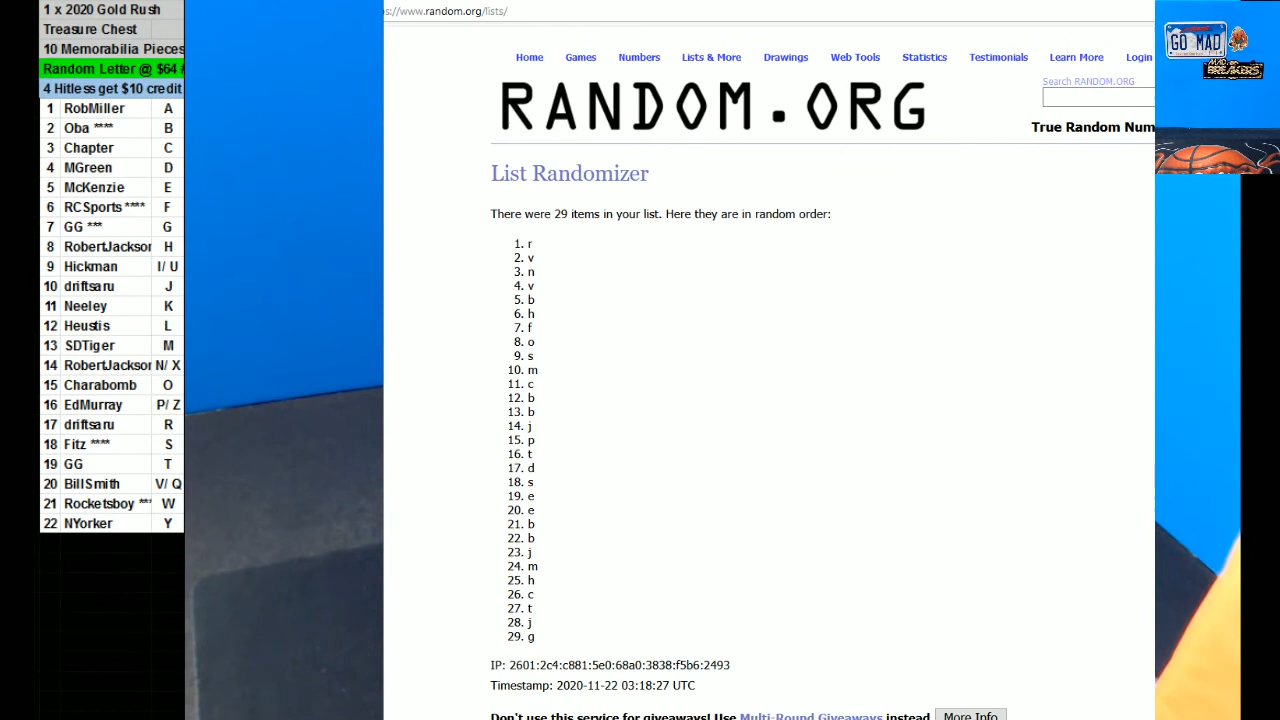 1 x 2020 Gold Rush
Treasure Chest
10 Memorabilia Pieces
Random Letter @ $64 #
4 Hitless get $10 credit
1 RobMiller A
2 Oba **** B
3 Chapter C
4 MGreen D
5 McKenzie E
6 RCSports **** F
7 GG *** G
8 RobertJackson H
9 Hickman I/ U
10 driftsaru J
11 Neeley K
12 Heustis L
13 SDTiger M
14 RobertJackson N/ X
15 Charabomb O
16 EdMurray P/ Z
17 driftsaru R
18 Fitz **** S
19 GG T
20 BillSmith V/ Q
21 Rocketsboy *** W
22 NYorker Y
s://www.random.org/lists/
Home Games Numbers Lists & More Drawings Web Tools Statistics Testimonials Learn More Login
RANDOM.ORG
Search RANDOM.ORG
True Random Num
List Randomizer
There were 29 items in your list. Here they are in random order:
1. r
2. v
3. n
4. v
5. b
6. h
7. f
8. o
9. s
10. m
11. c
12. b
13. b
14. j
15. p
16. t
17. d
18. s
19. e
20. e
21. b
22. b
23. j
24. m
25. h
26. c
27. t
28. j
29. g
IP: 2601:2c4:c881:5e0:68a0:3838:f5b6:2493
Timestamp: 2020-11-22 03:18:27 UTC
Don't use this service for giveaways! Use Multi-Round Giveaways instead More Info
GO MAD
MAD BREAKERS